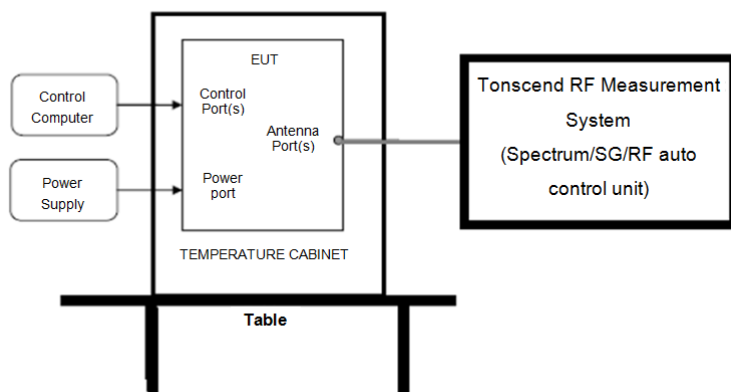 EUT
Control
Computer
Control
Port(s)
Antenna
Port(s)
Power
Supply
Power
port
TEMPERATURE CABINET
Table
Tonscend RF Measurement
System
(Spectrum/SG/RF auto
control unit)